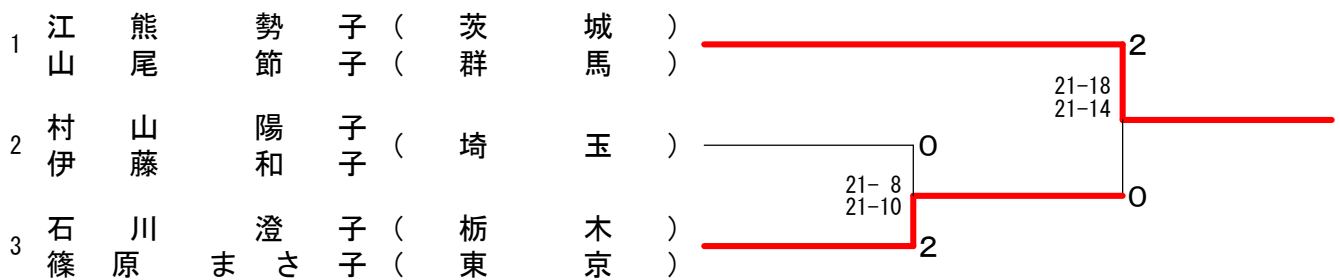 1 江熊勢子(茨城)
山尾節子(群馬)
2
21-18
21-14
2 村山陽子(埼玉)
伊藤和子
0
21- 8
21-10
0
3 石川澄子(栃木)
篠原まさ子(東京)
2